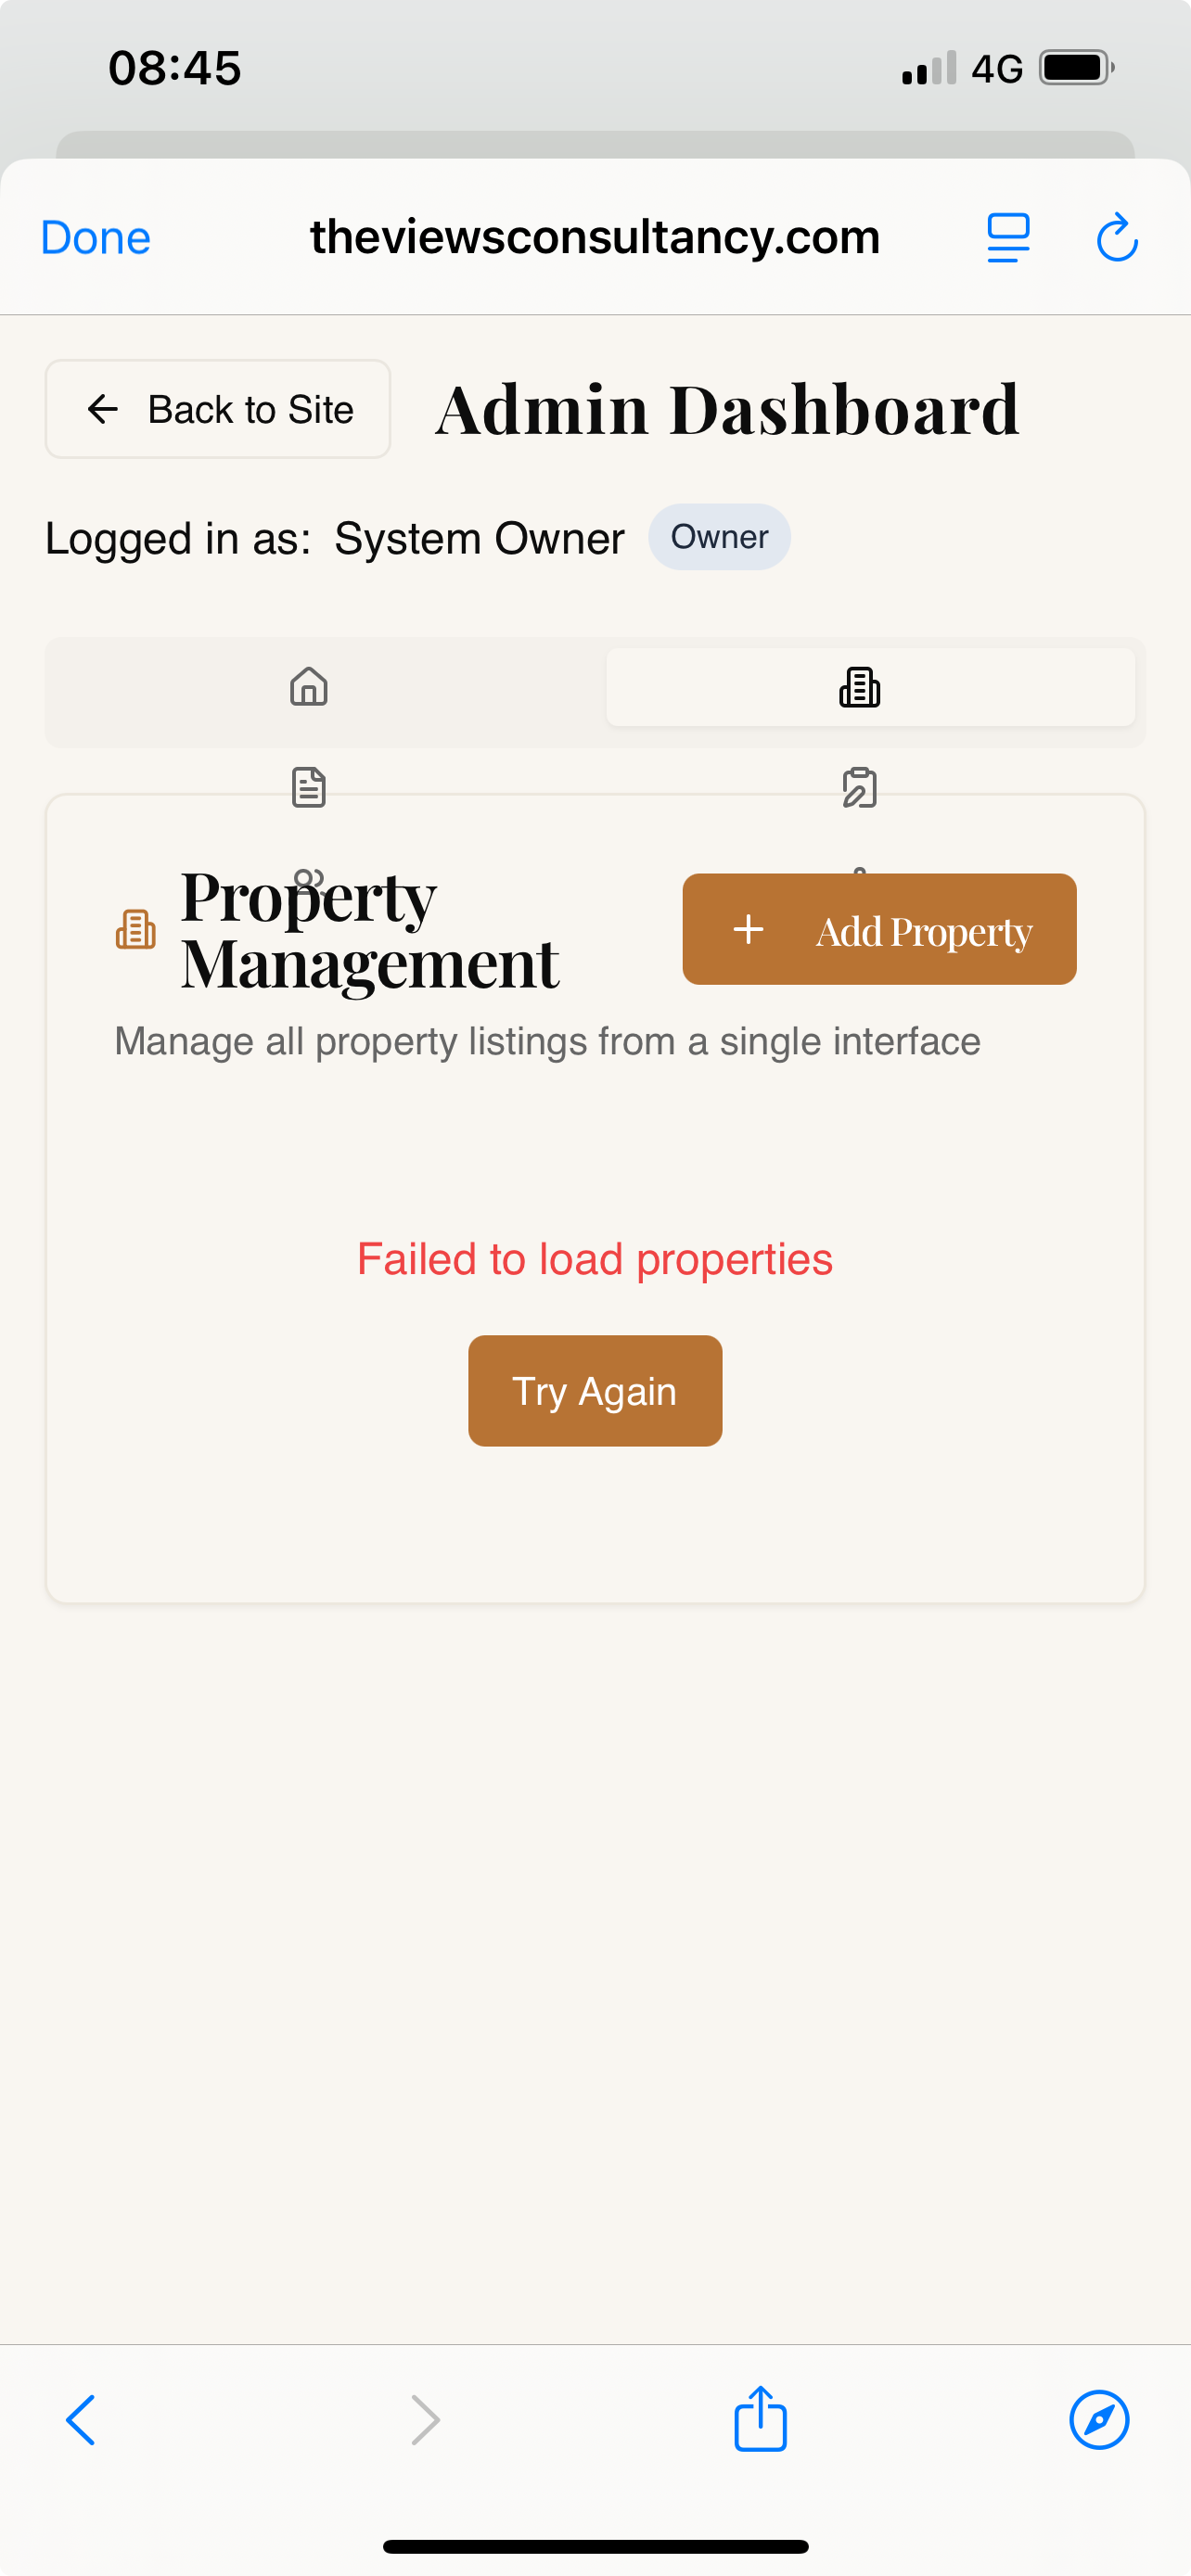 08:45
4G
Done
theviewsconsultancy.com
Back to Site
Admin Dashboard
Logged in as: System Owner
Owner
Property
Management
Add Property
Manage all property listings from a single interface
Failed to load properties
Try Again